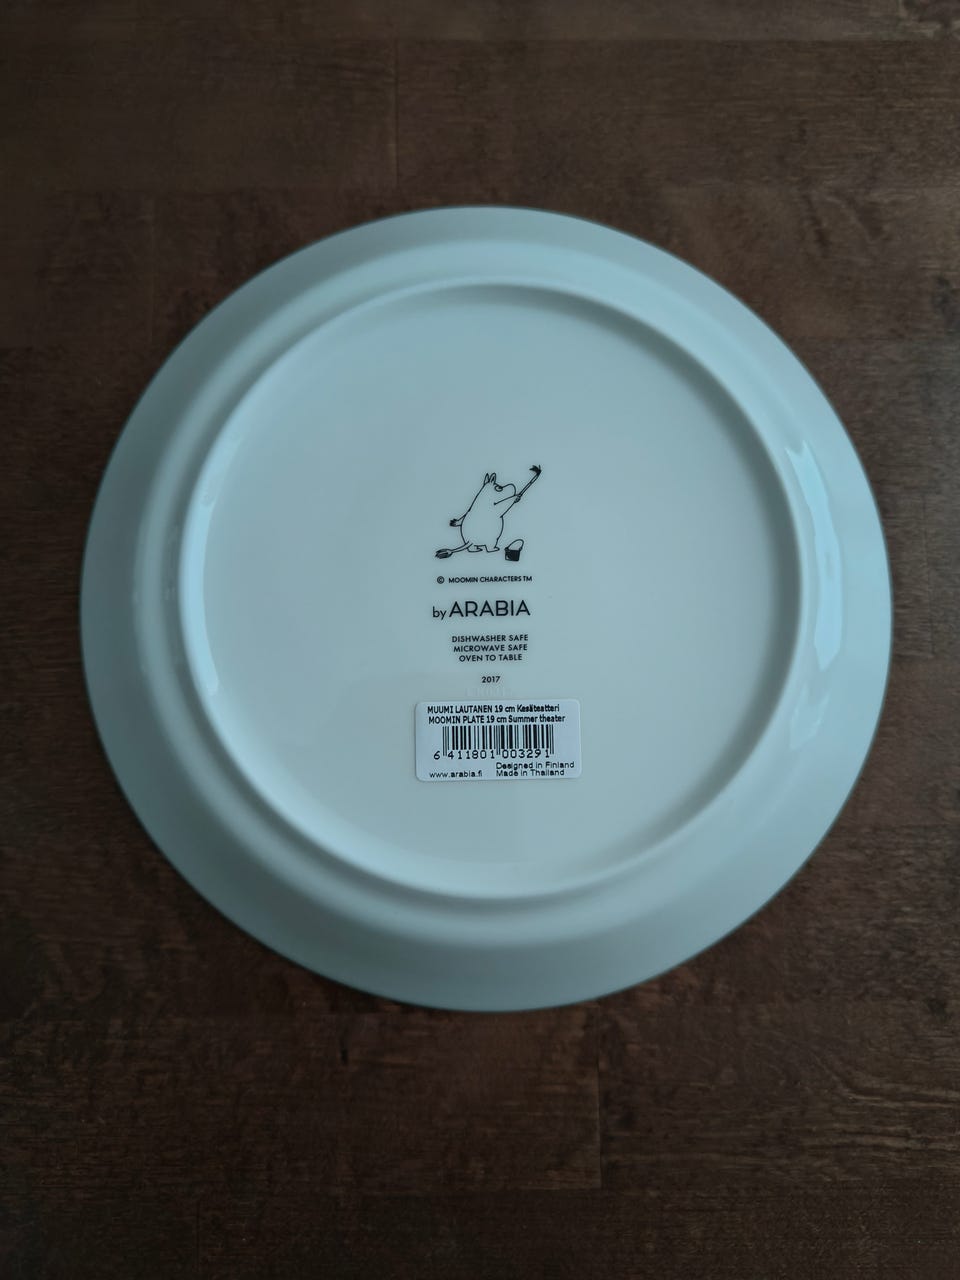 © MOOMIN CHARACTERS TM
by ARABIA
DISHWASHER SAFE
MICROWAVE SAFE
OVEN TO TABLE
2017
MUUMI LAUTANEN 19 cm Kesäteatteri
MOOMIN PLATE 19 cm Summer theater
6 411801 003291
Designed in Finland
www.arabia.fi Made in Thailand